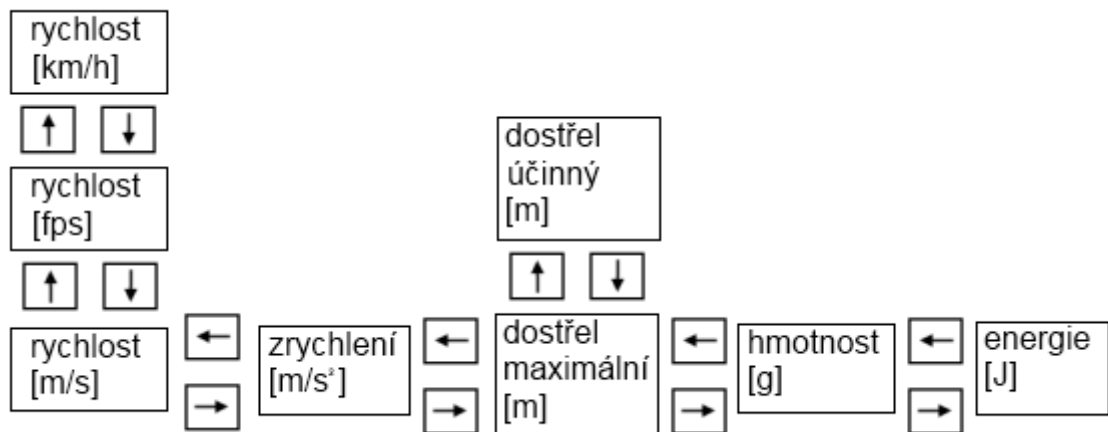 rychlost
[km/h]
↑ ↓
dostřel
účinný
[m]
rychlost
[fps]
↑ ↓
↑ ↓
rychlost
[m/s]
← →
zrychlení
[m/s²]
← →
dostřel
maximální
[m]
← →
hmotnost
[g]
← →
energie
[J]